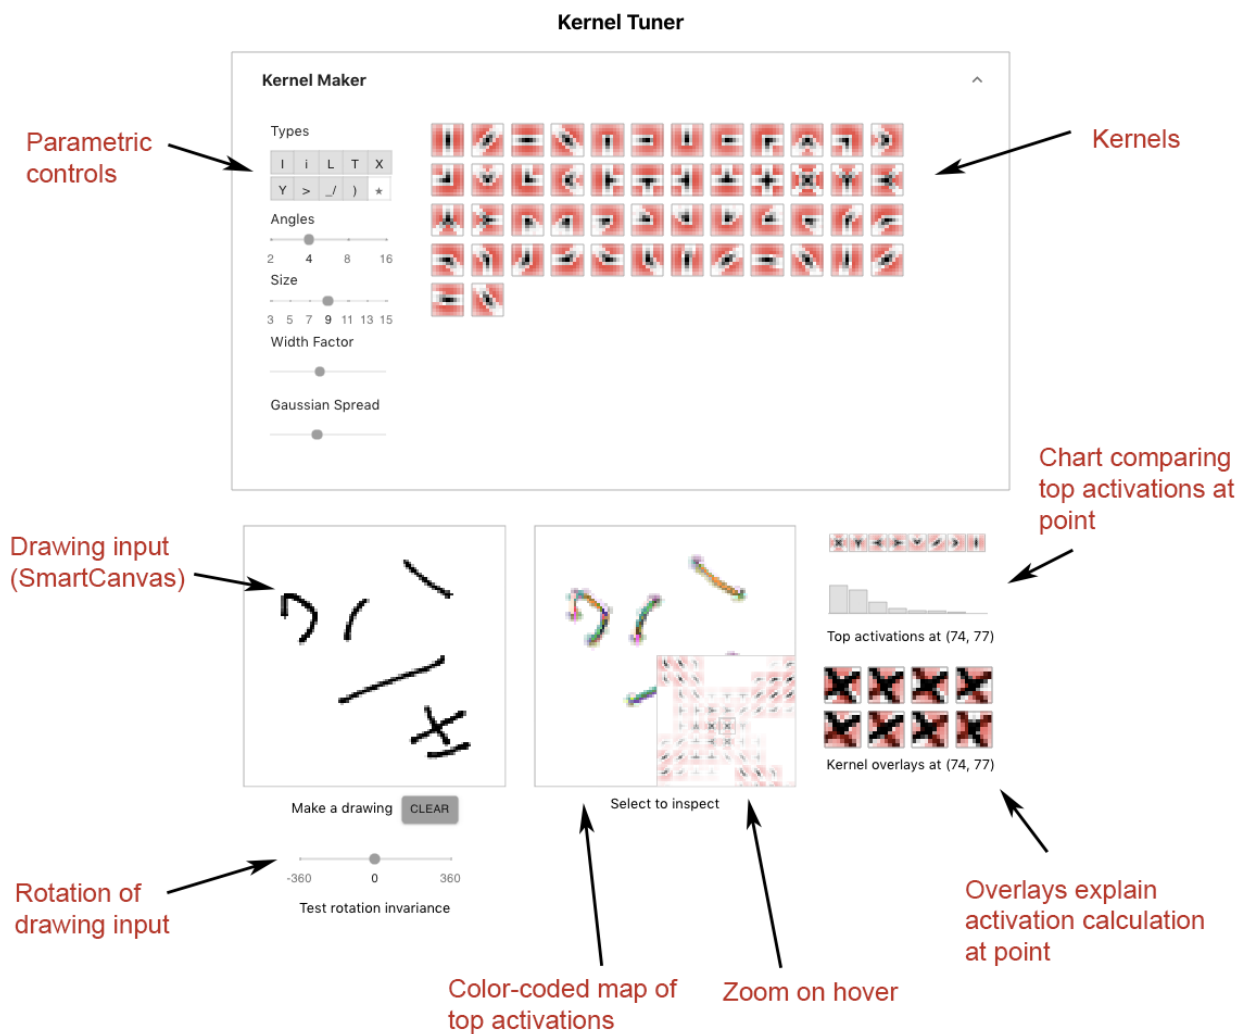 Kernel Tuner
Kernel Maker
Parametric
controls
Types
I i L T X
Y > _/ ) ★
Angles
2 4 8 16
Size
3 5 7 9 11 13 15
Width Factor
Gaussian Spread
Kernels
Chart comparing
top activations at
point
Drawing input
(SmartCanvas)
Top activations at (74, 77)
Kernel overlays at (74, 77)
Make a drawing CLEAR
Select to inspect
-360 0 360
Test rotation invariance
Rotation of
drawing input
Overlays explain
activation calculation
at point
Color-coded map of
top activations
Zoom on hover